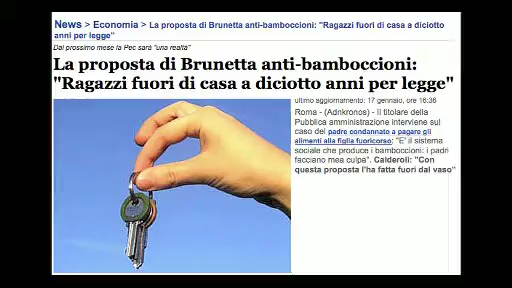 News > Economia > La proposta di Brunetta anti-bamboccioni: "Ragazzi fuori di casa a diciotto
anni per legge"
Dal prossimo mese la Pec sarà "una realtà"
La proposta di Brunetta anti-bamboccioni:
"Ragazzi fuori di casa a diciotto anni per legge"
ultimo aggiornamento: 17 gennaio, ore 16:36
Roma - (Adnkronos) - Il titolare della
Pubblica amministrazione interviene sul
caso del padre condannato a pagare gli
alimenti alla figlia fuoricorso: "E' il sistema
sociale che produce i bamboccioni: i padri
facciano mea culpa". Calderoli: "Con
questa proposta l'ha fatta fuori dal vaso"